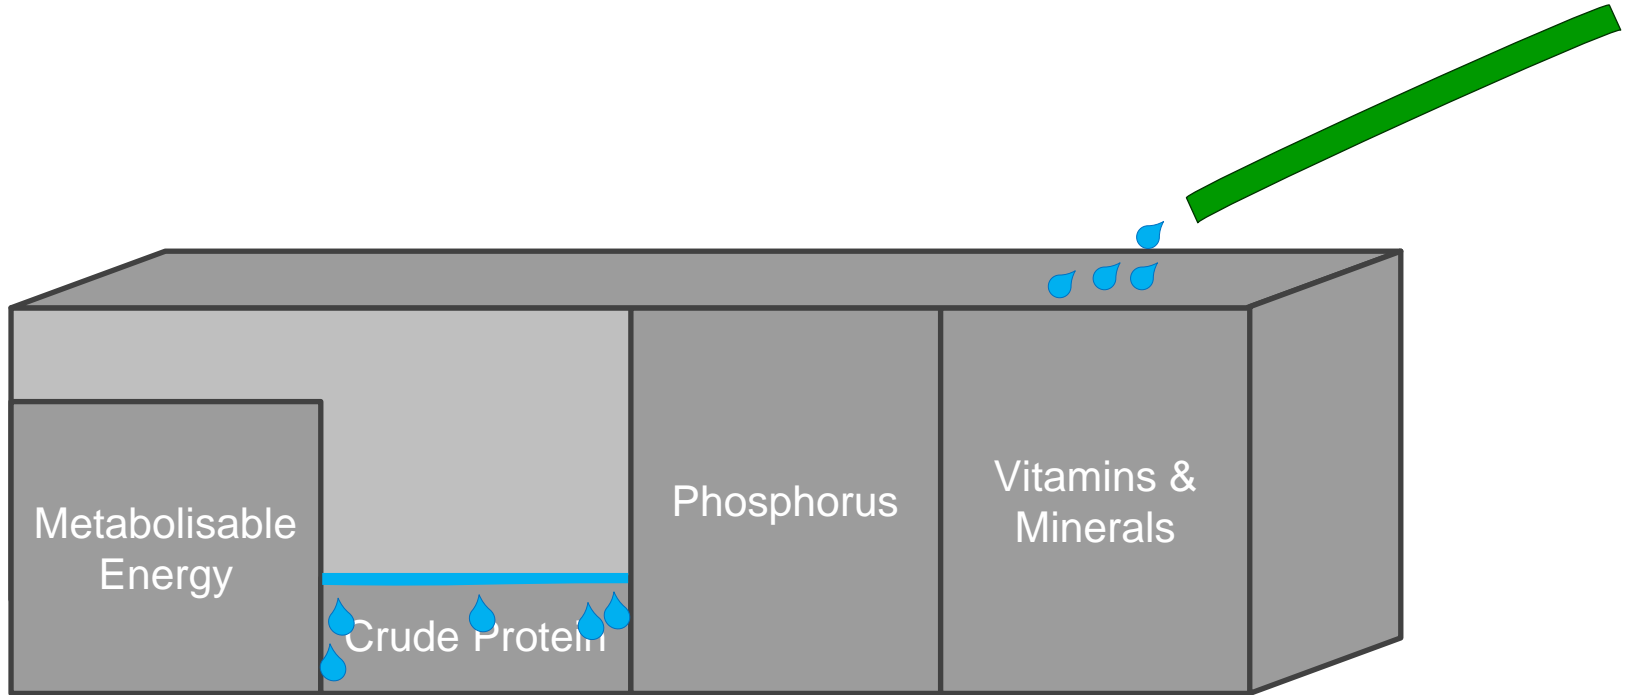 Metabolisable
Energy
Crude Protein
Phosphorus
Vitamins &
Minerals